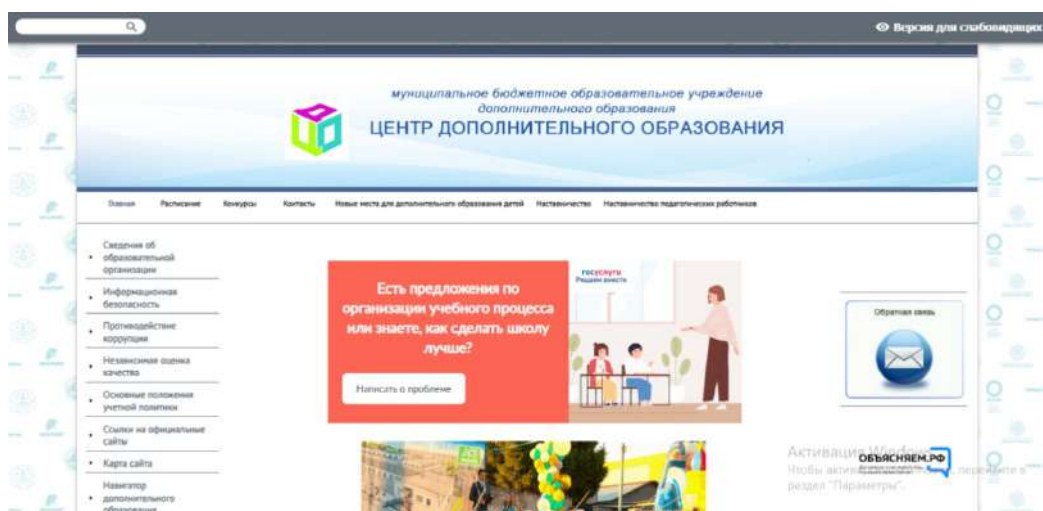 Версия для слабовидящих
муниципальное бюджетное образовательное учреждение
дополнительного образования
ЦЕНТР ДОПОЛНИТЕЛЬНОГО ОБРАЗОВАНИЯ
Главная Расписание Конкурсы Контакты Новые места для дополнительного образования детей Наставничество Наставничество педагогических работников
Сведения об
образовательной
организации
Информационная
безопасность
Противодействие
коррупции
Независимая оценка
качества
Основные положения
учетной политики
Ссылки на официальные
сайты
Карта сайта
Навигатор
дополнительного
образования
Есть предложения по
организации учебного процесса
или знаете, как сделать школу
лучше?
Написать о проблеме
госуслуги
Решаем вместе
Обратная связь
Активация Windows
ОБЪЯСНЯЕМ.РФ
Чтобы перейдите в
раздел "Параметры".